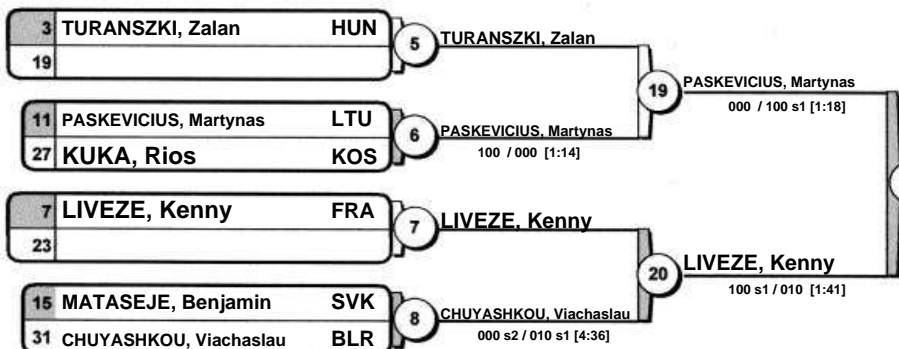 3 TURANSZKI, Zalan HUN
19
5
TURANSZKI, Zalan
11 PASKEVICIUS, Martynas LTU
27 KUKA, Rios KOS
6
PASKEVICIUS, Martynas
100 / 000 [1:14]
19
PASKEVICIUS, Martynas
000 / 100 s1 [1:18]
7 LIVEZE, Kenny FRA
23
7
LIVEZE, Kenny
15 MATASEJE, Benjamin SVK
31 CHUYASHKOU, Viachaslau BLR
8
CHUYASHKOU, Viachaslau
000 s2 / 010 s1 [4:36]
20
LIVEZE, Kenny
100 s1 / 010 [1:41]